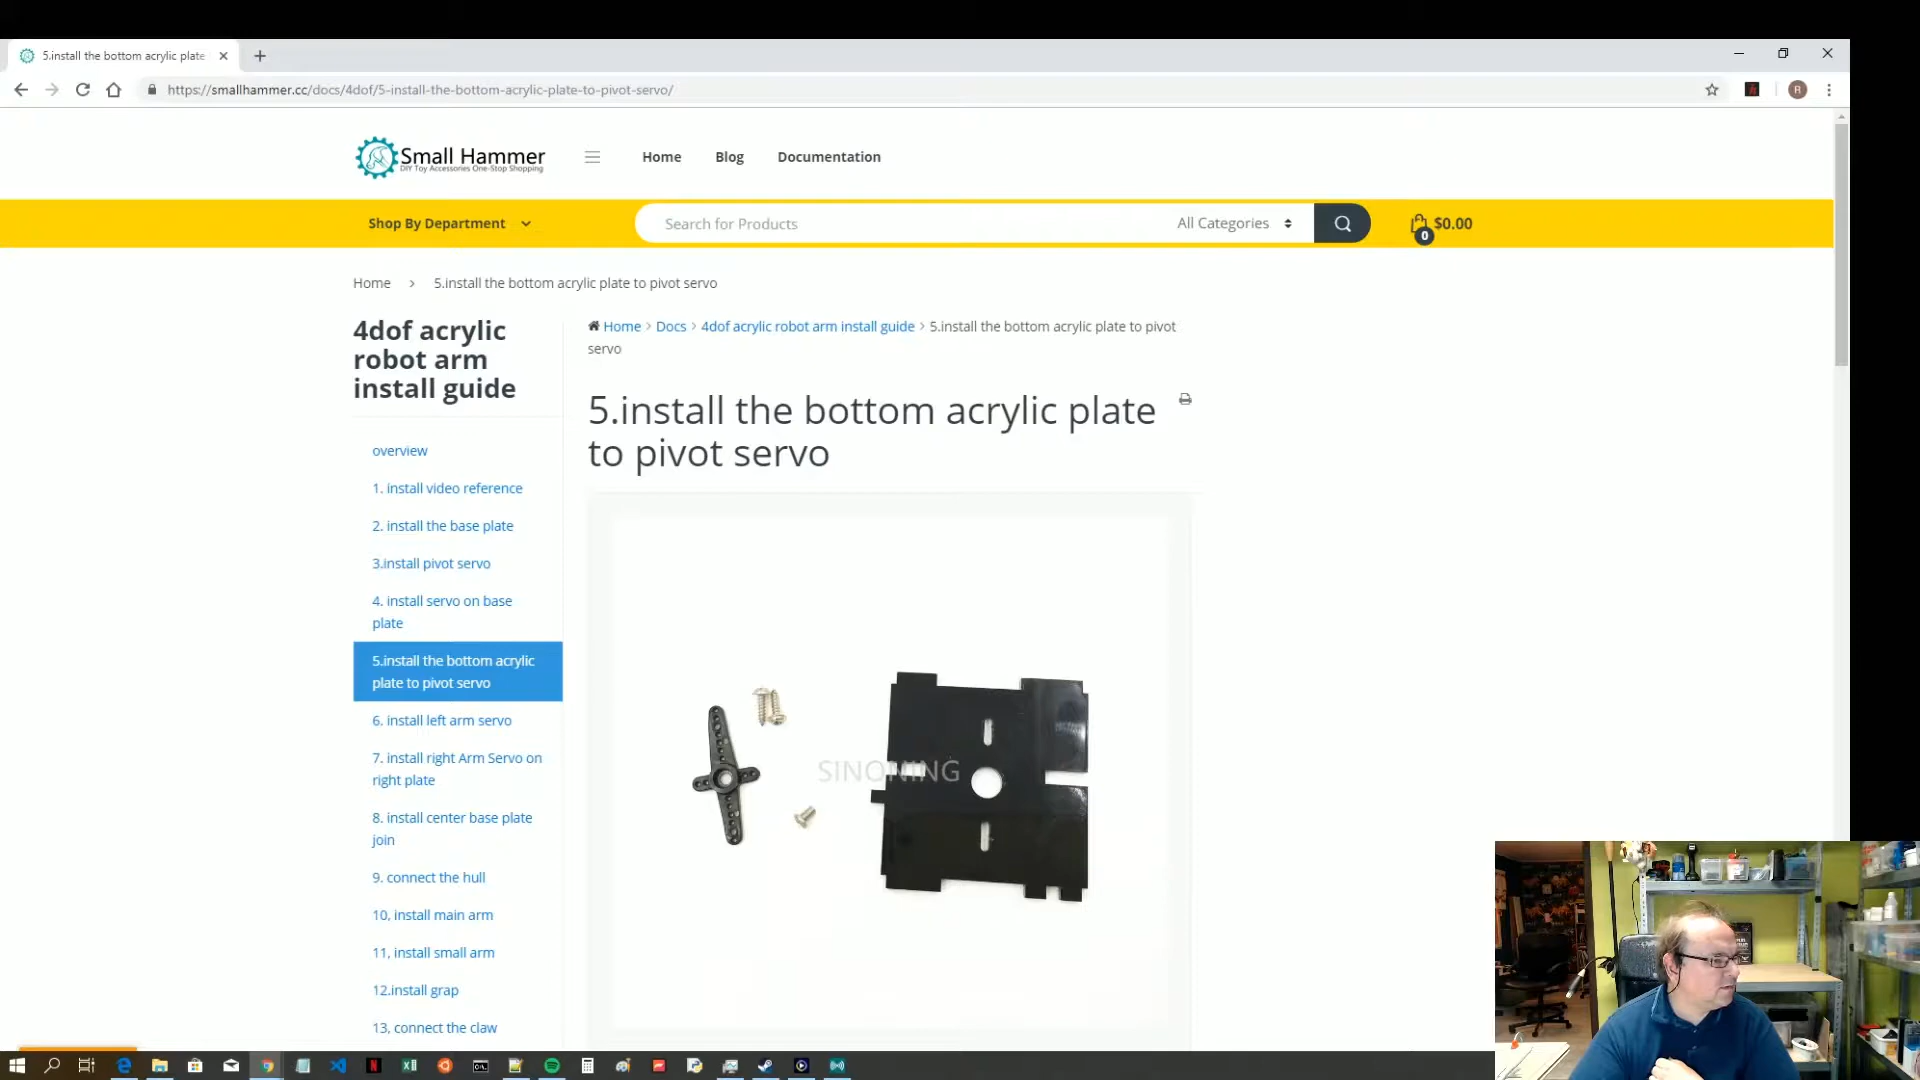 5.install the bottom acrylic plate
https://smallhammer.cc/docs/4dof/5-install-the-bottom-acrylic-plate-to-pivot-servo/
R
Small Hammer
DIY Toy Accessories One-Stop Shopping
Home
Blog
Documentation
Shop By Department
Search for Products
All Categories
$0.00
0
Home > 5.install the bottom acrylic plate to pivot servo
4dof acrylic
robot arm
install guide
overview
1. install video reference
2. install the base plate
3.install pivot servo
4. install servo on base
plate
5.install the bottom acrylic
plate to pivot servo
6. install left arm servo
7. install right Arm Servo on
right plate
8. install center base plate
join
9. connect the hull
10, install main arm
11, install small arm
12.install grap
13, connect the claw
Home > Docs > 4dof acrylic robot arm install guide > 5.install the bottom acrylic plate to pivot
servo
5.install the bottom acrylic plate
to pivot servo
SINONING